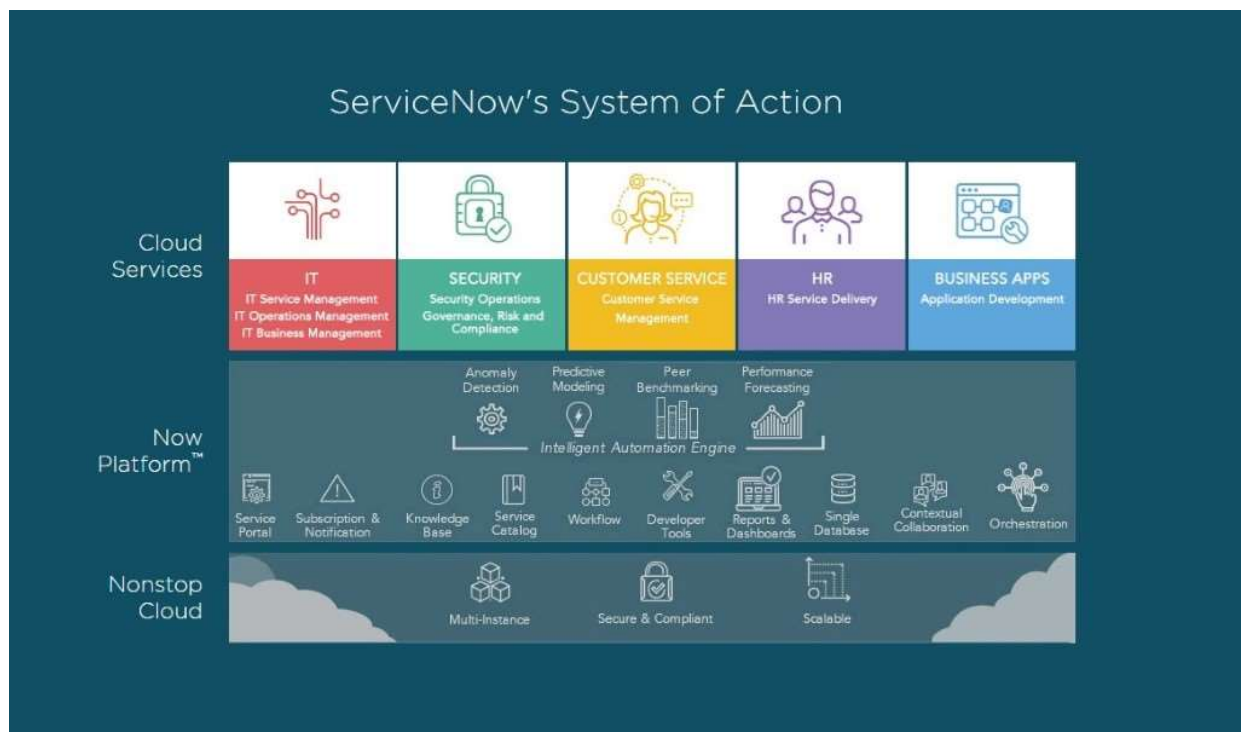 ServiceNow's System of Action
Cloud
Services
IT
IT Service Management
IT Operations Management
IT Business Management
SECURITY
Security Operations
Governance, Risk and
Compliance
CUSTOMER SERVICE
Customer Service
Management
HR
HR Service Delivery
BUSINESS APPS
Application Development
Now
Platform™
Anomaly
Detection
Predictive
Modeling
Peer
Benchmarking
Performance
Forecasting
Intelligent Automation Engine
Service
Portal
Subscription &
Notification
Knowledge
Base
Service
Catalog
Workflow
Developer
Tools
Reports &
Dashboards
Single
Database
Contextual
Collaboration
Orchestration
Nonstop
Cloud
Multi-Instance
Secure & Compliant
Scalable